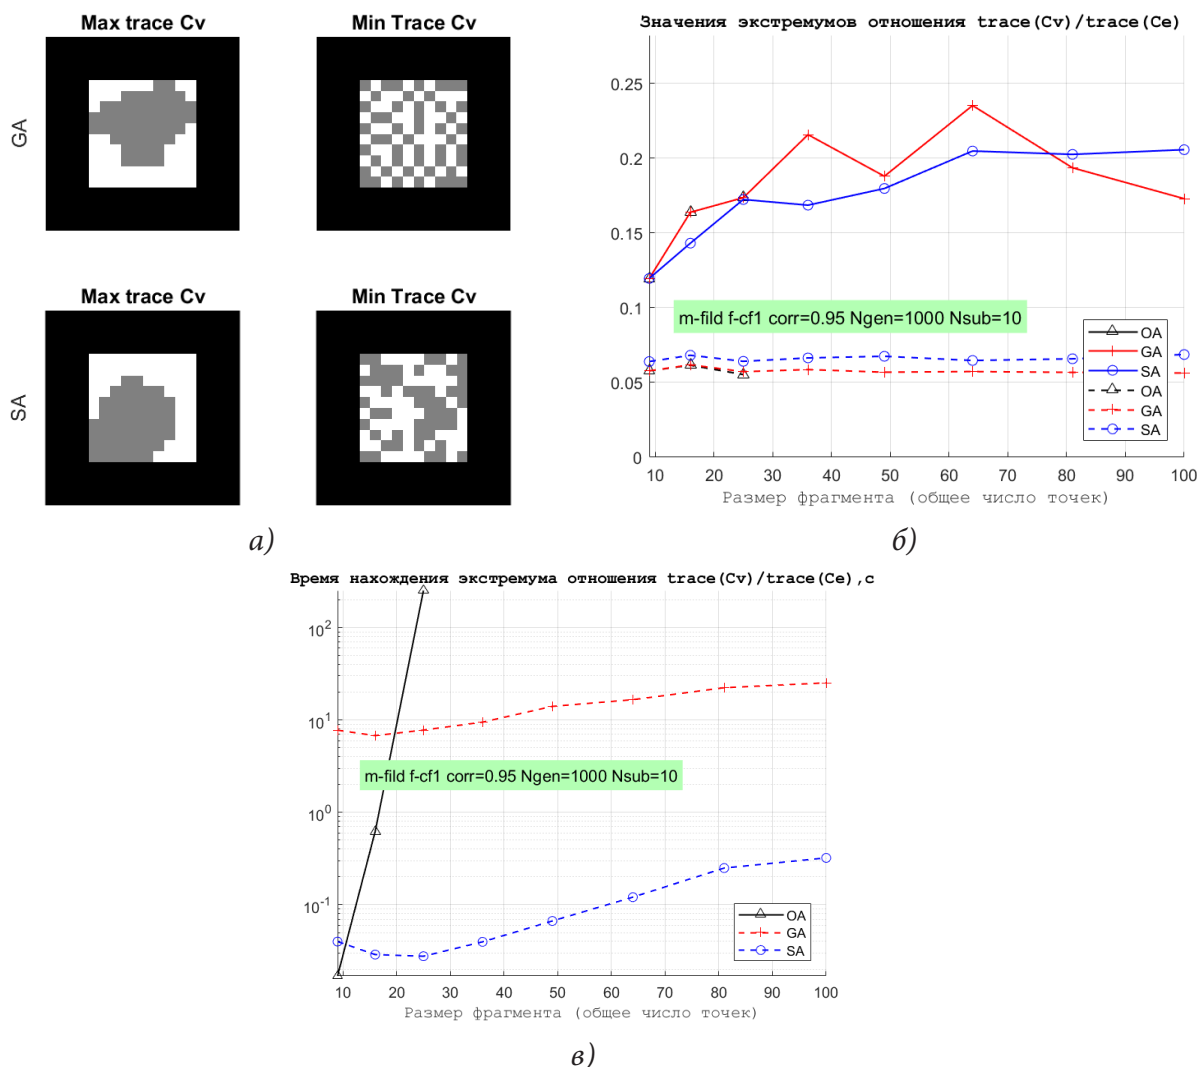 Max trace Cv
Min Trace Cv
GA
Max trace Cv
Min Trace Cv
SA
а)
Значения экстремумов отношения trace(Cv)/trace(Ce)
0.25
0.2
0.15
0.1
0.05
0
m-fild f-cf1 corr=0.95 Ngen=1000 Nsub=10
OA
GA
SA
OA
GA
SA
10 20 30 40 50 60 70 80 90 100
Размер фрагмента (общее число точек)
б)
Время нахождения экстремума отношения trace(Cv)/trace(Ce),с
10^2
10^1
10^0
10^-1
m-fild f-cf1 corr=0.95 Ngen=1000 Nsub=10
OA
GA
SA
10 20 30 40 50 60 70 80 90 100
Размер фрагмента (общее число точек)
в)